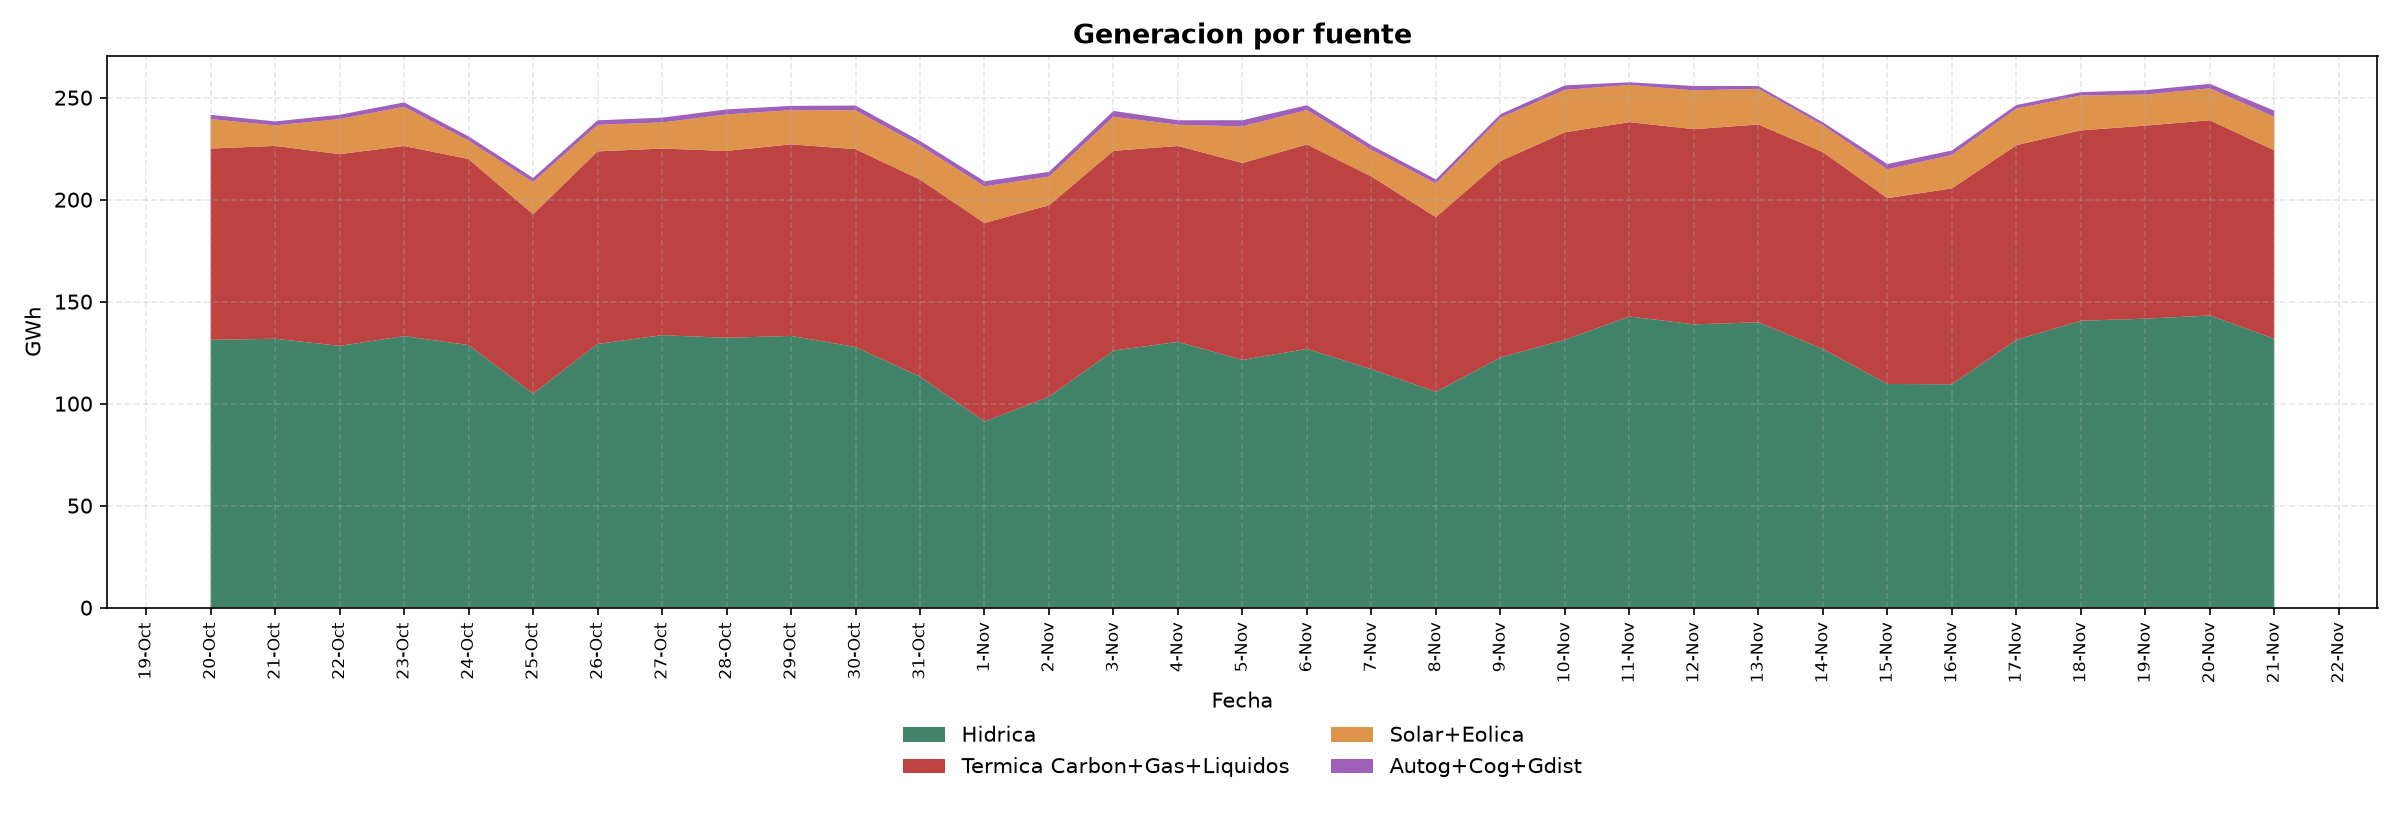 Generacion por fuente
250
200
150
100
50
0
GWh
19-Oct
20-Oct
21-Oct
22-Oct
23-Oct
24-Oct
25-Oct
26-Oct
27-Oct
28-Oct
29-Oct
30-Oct
31-Oct
1-Nov
2-Nov
3-Nov
4-Nov
5-Nov
6-Nov
7-Nov
8-Nov
9-Nov
10-Nov
11-Nov
12-Nov
13-Nov
14-Nov
15-Nov
16-Nov
17-Nov
18-Nov
19-Nov
20-Nov
21-Nov
22-Nov
Fecha
Hidrica
Termica Carbon+Gas+Liquidos
Solar+Eolica
Autog+Cog+Gdist